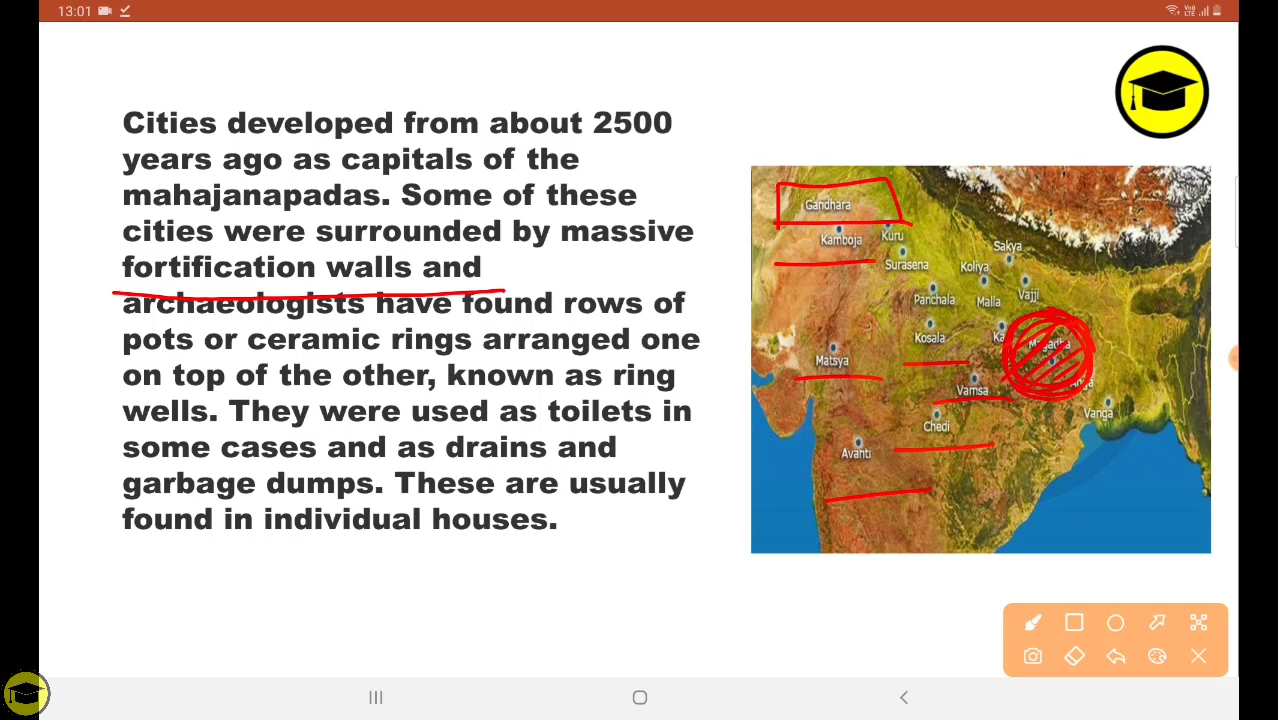 13:01
Cities developed from about 2500
years ago as capitals of the
mahajanapadas. Some of these
cities were surrounded by massive
fortification walls and
archaeologists have found rows of
pots or ceramic rings arranged one
on top of the other, known as ring
wells. They were used as toilets in
some cases and as drains and
garbage dumps. These are usually
found in individual houses.
Gandhara
Kamboja
Kuru
Sakya
Surasena
Koliya
Panchala
Malla
Vajji
Kosala
Magadha
Matsya
Vamsa
Vanga
Chedi
Avanti